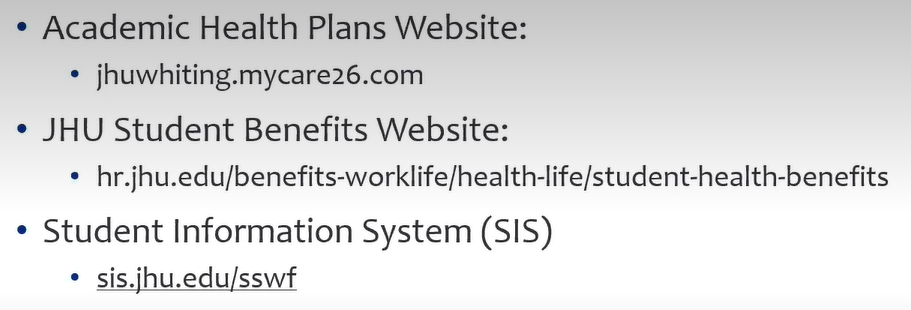 • Academic Health Plans Website:
• jhuwhiting.mycare26.com
• JHU Student Benefits Website:
• hr.jhu.edu/benefits-worklife/health-life/student-health-benefits
• Student Information System (SIS)
• sis.jhu.edu/sswf